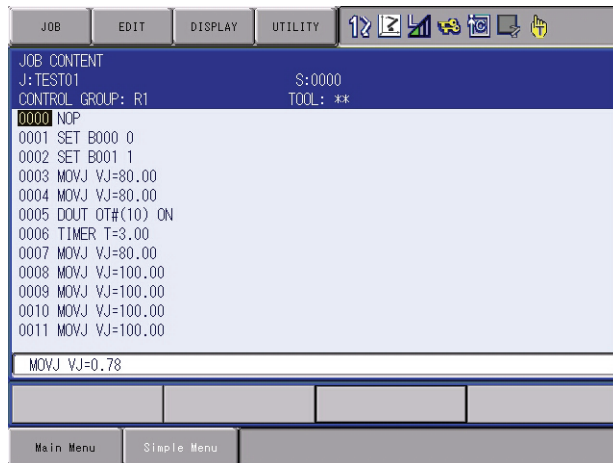 JOB EDIT DISPLAY UTILITY
JOB CONTENT
J:TEST01 S:0000
CONTROL GROUP: R1 TOOL: **
0000 NOP
0001 SET B000 0
0002 SET B001 1
0003 MOVJ VJ=80.00
0004 MOVJ VJ=80.00
0005 DOUT OT#(10) ON
0006 TIMER T=3.00
0007 MOVJ VJ=80.00
0008 MOVJ VJ=100.00
0009 MOVJ VJ=100.00
0010 MOVJ VJ=100.00
0011 MOVJ VJ=100.00
MOVJ VJ=0.78
Main Menu Simple Menu